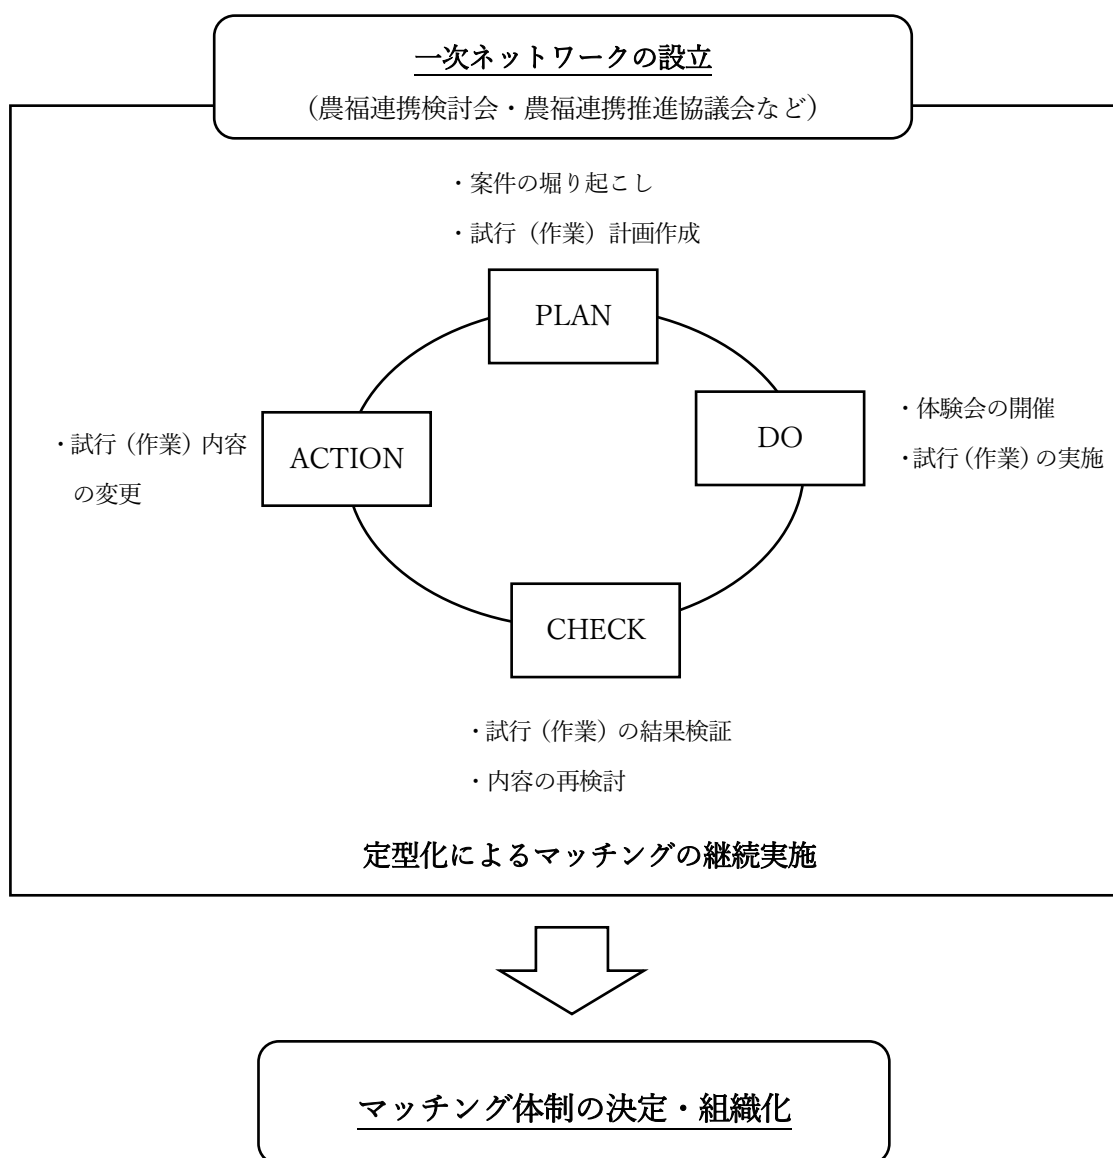 一次ネットワークの設立
（農福連携検討会・農福連携推進協議会など）
・案件の堀り起こし
・試行（作業）計画作成
PLAN
・体験会の開催
・試行（作業）の実施
DO
・試行（作業）内容
の変更
ACTION
CHECK
・試行（作業）の結果検証
・内容の再検討
定型化によるマッチングの継続実施
マッチング体制の決定・組織化